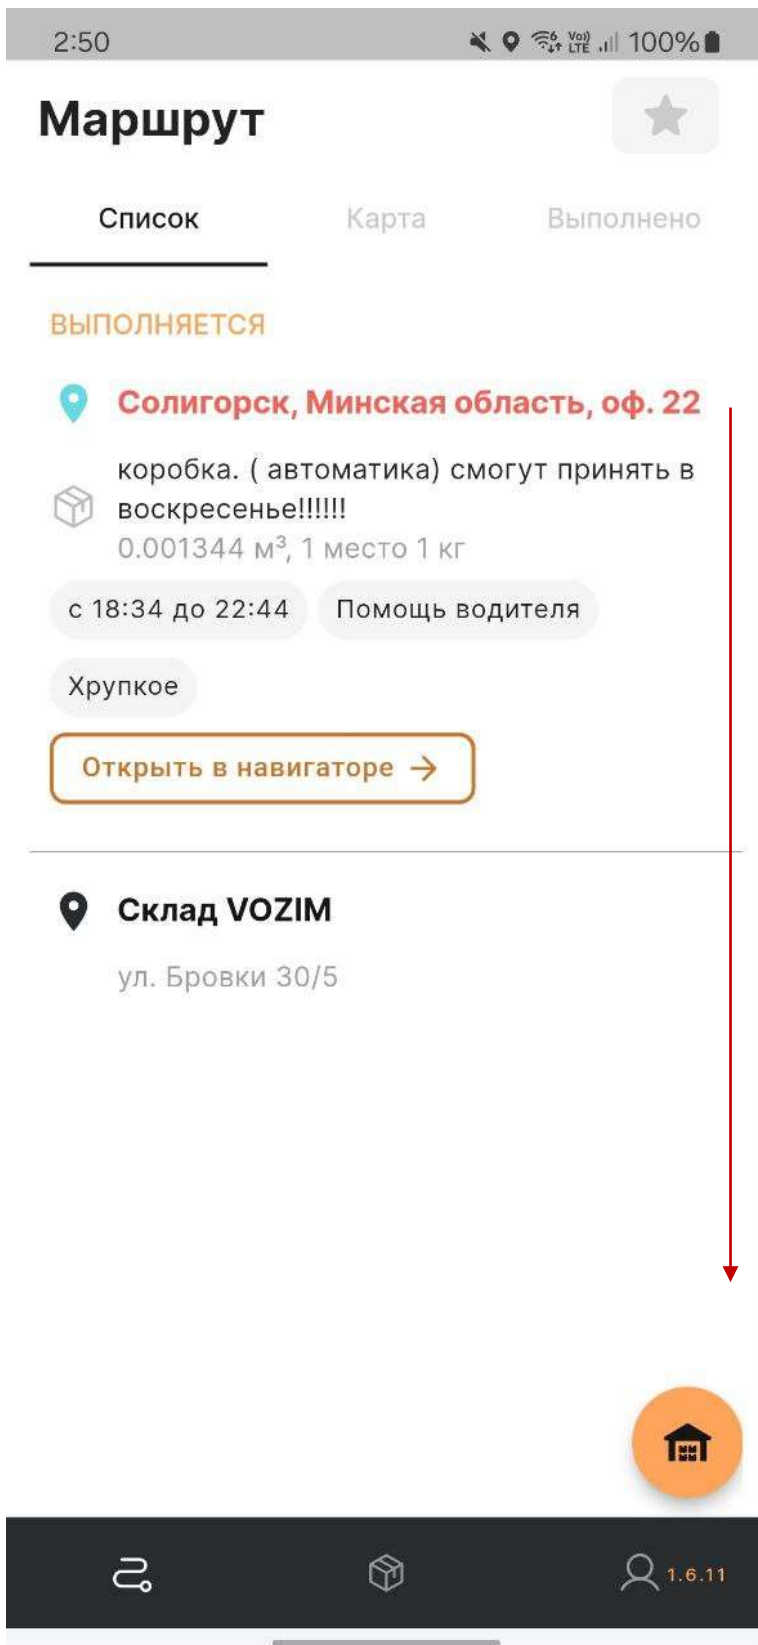 2:50
Vo)) LTE 100%
Маршрут
Список Карта Выполнено
ВЫПОЛНЯЕТСЯ
Солигорск, Минская область, оф. 22
коробка. ( автоматика) смогут принять в
воскресенье!!!!!!
0.001344 м³, 1 место 1 кг
с 18:34 до 22:44 Помощь водителя
Хрупкое
Открыть в навигаторе →
Склад VOZIM
ул. Бровки 30/5
1.6.11